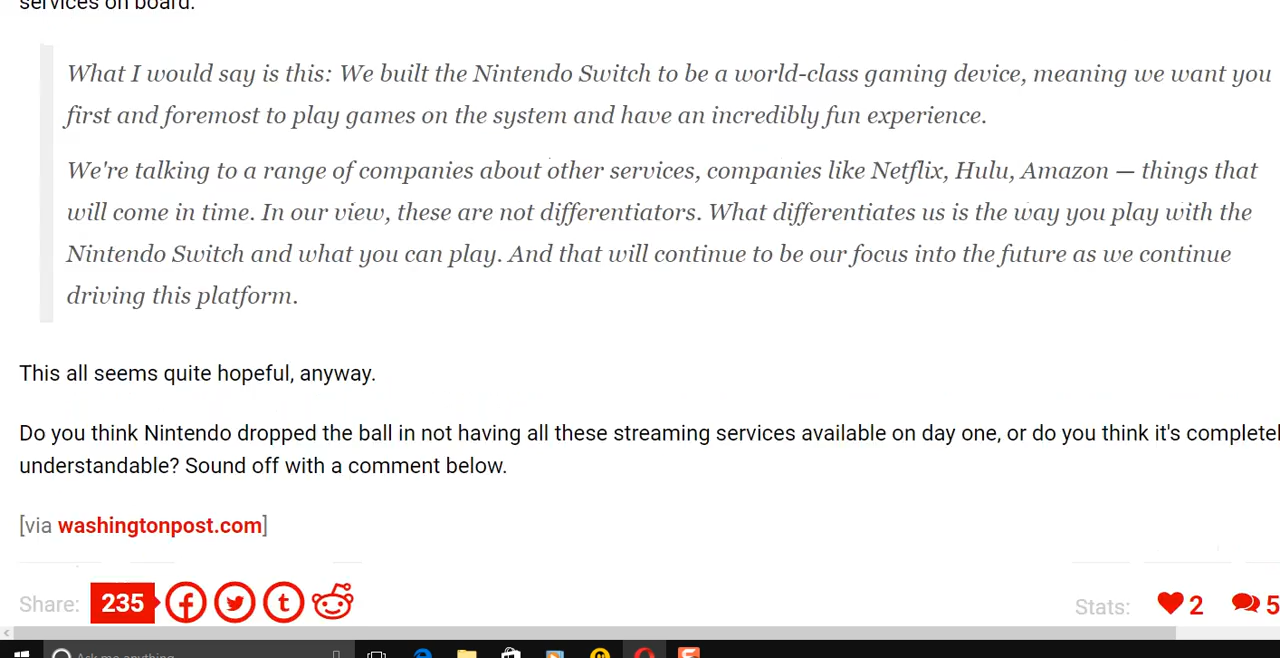 services on board.
What I would say is this: We built the Nintendo Switch to be a world-class gaming device, meaning we want you
first and foremost to play games on the system and have an incredibly fun experience.
We're talking to a range of companies about other services, companies like Netflix, Hulu, Amazon — things that
will come in time. In our view, these are not differentiators. What differentiates us is the way you play with the
Nintendo Switch and what you can play. And that will continue to be our focus into the future as we continue
driving this platform.
This all seems quite hopeful, anyway.
Do you think Nintendo dropped the ball in not having all these streaming services available on day one, or do you think it's completel
understandable? Sound off with a comment below.
[via washingtonpost.com]
Share: 235 Stats: 2 5
Ask me anything